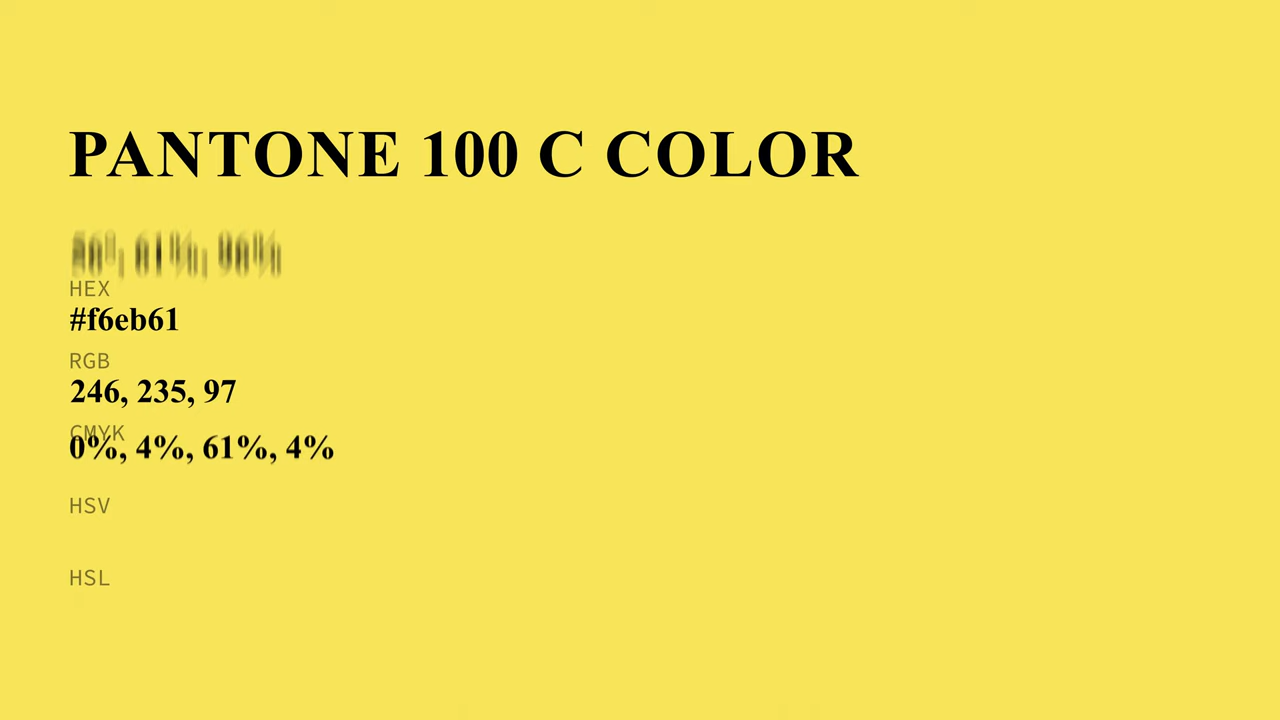 PANTONE 100 C COLOR
HEX
#f6eb61
RGB
246, 235, 97
CMYK
0%, 4%, 61%, 4%
HSV
HSL